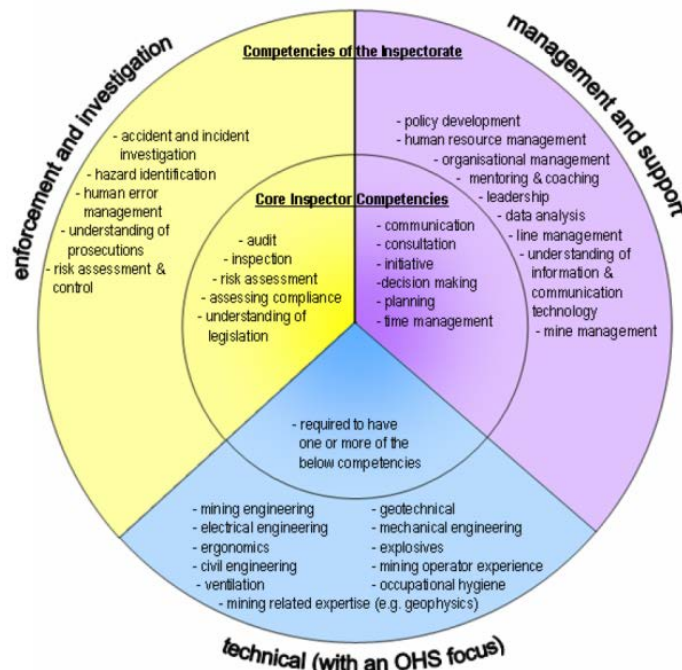 Competencies of the Inspectorate
enforcement and investigation
- accident and incident
investigation
- hazard identification
- human error
management
- understanding of
prosecutions
- risk assessment &
control
management and support
- policy development
- human resource management
- organisational management
- mentoring & coaching
- leadership
- data analysis
- line management
- understanding of
information &
communication
technology
- mine management
Core Inspector Competencies
- audit
- inspection
- risk assessment
- assessing compliance
- understanding of
legislation
- communication
- consultation
- initiative
-decision making
- planning
- time management
- required to have
one or more of the
below competencies
- mining engineering
- electrical engineering
- ergonomics
- civil engineering
- ventilation
- geotechnical
- mechanical engineering
- explosives
- mining operator experience
- occupational hygiene
- mining related expertise (e.g. geophysics)
technical (with an OHS focus)